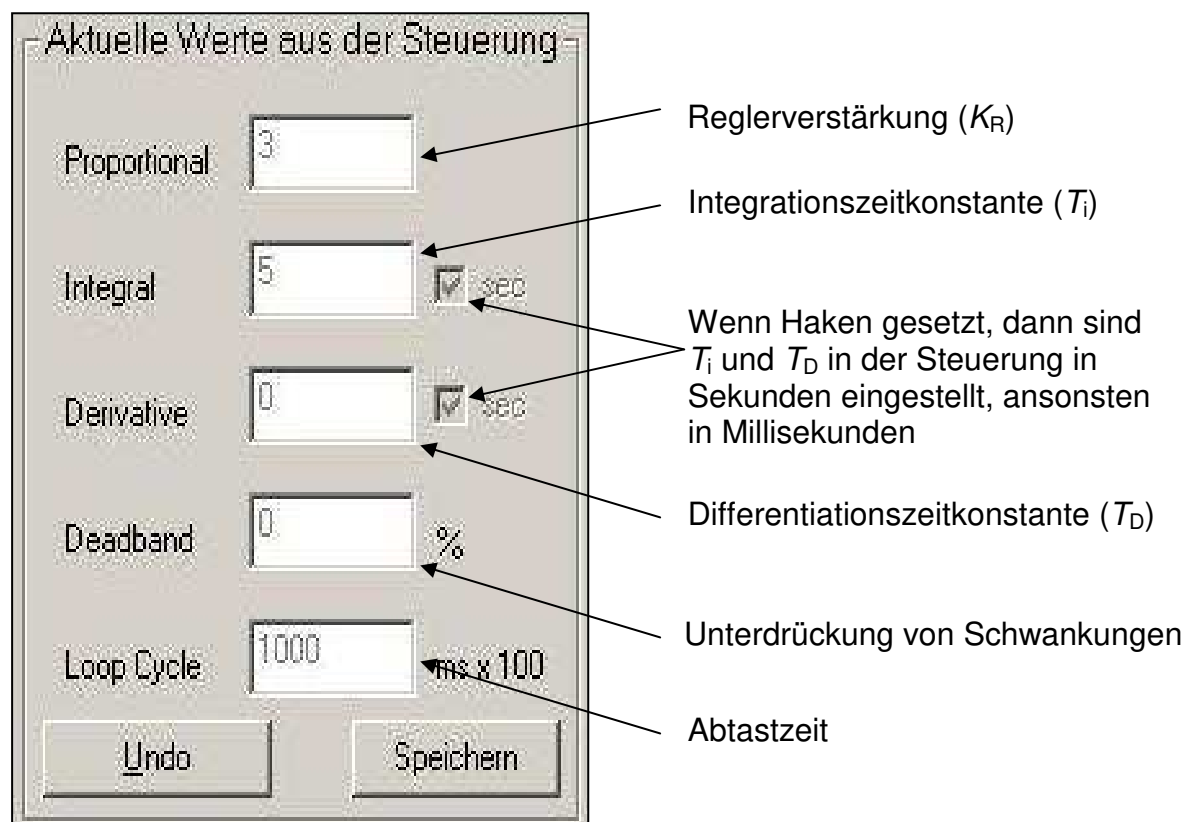 Aktuelle Werte aus der Steuerung
Proportional
3
Integral
5
sec
Derivative
0
sec
Deadband
0
%
Loop Cycle
1000
ms x 100
Undo
Speichern
Reglerverstärkung (KR)
Integrationszeitkonstante (Ti)
Wenn Haken gesetzt, dann sind
Ti und TD in der Steuerung in
Sekunden eingestellt, ansonsten
in Millisekunden
Differentiationszeitkonstante (TD)
Unterdrückung von Schwankungen
Abtastzeit